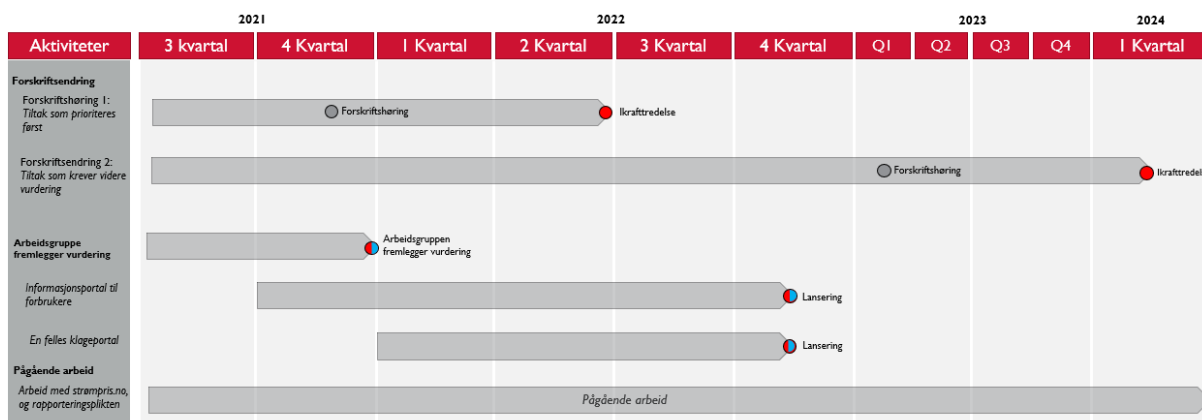 2021
2022
2023
2024
Aktiviteter
3 kvartal
4 Kvartal
1 Kvartal
2 Kvartal
3 Kvartal
4 Kvartal
Q1
Q2
Q3
Q4
1 Kvartal
Forskriftsendring
Forskriftshøring 1:
Tiltak som prioriteres
først
Forskriftshøring
Ikrafttredelse
Forskriftsendring 2:
Tiltak som krever videre
vurdering
Forskriftshøring
Ikrafttredel
Arbeidsgruppe
fremlegger vurdering
Arbeidsgruppen
fremlegger vurdering
Informasjonsportal til
forbrukere
Lansering
En felles klageportal
Lansering
Pågående arbeid
Arbeid med strømpris.no,
og rapporteringsplikten
Pågående arbeid